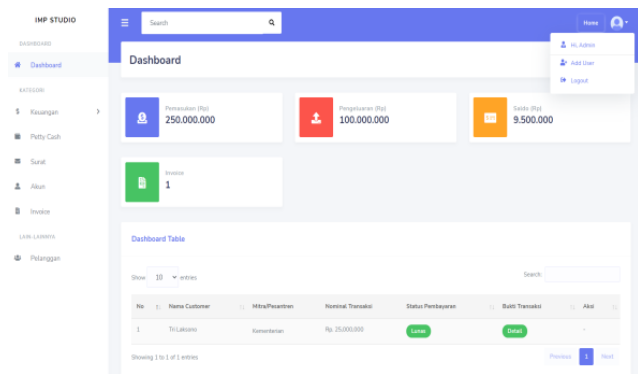 IMP STUDIO
Search
Home
Hi, Admin
Add User
Logout
DASHBOARD
Dashboard
KATEGORI
Keuangan
Petty Cash
Surat
Akun
Invoice
LAIN-LAINNYA
Pelanggan
Dashboard
Pemasukan (Rp)
250.000.000
Pengeluaran (Rp)
100.000.000
Saldo (Rp)
9.500.000
Invoice
1
Dashboard Table
Show 10 entries
Search:
No Nama Customer Mitra/Pesantren Nominal Transaksi Status Pembayaran Bukti Transaksi Aksi
1 Tri Laksono Kementerian Rp. 25,000,000 Lunas Detail -
Showing 1 to 1 of 1 entries
Previous 1 Next